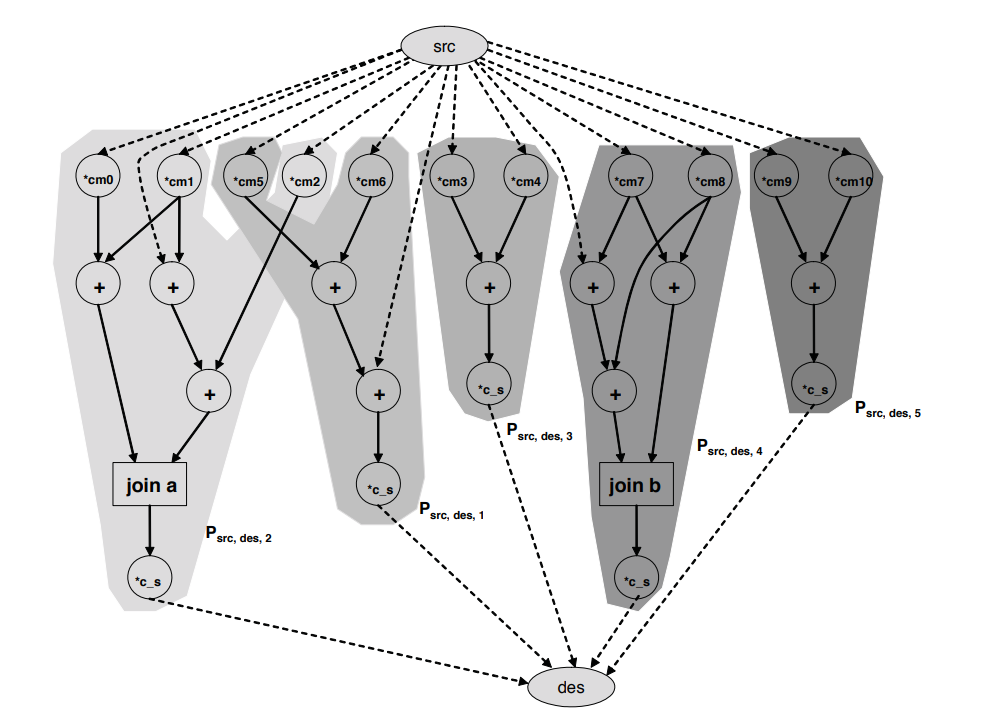 src
*cm0 *cm1 *cm5 *cm2 *cm6 *cm3 *cm4 *cm7 *cm8 *cm9 *cm10
+ + + + + + +
+ + *c_s + *c_s
P src, des, 3
P src, des, 5
P src, des, 4
join a *c_s join b
P src, des, 1
P src, des, 2
*c_s *c_s
des